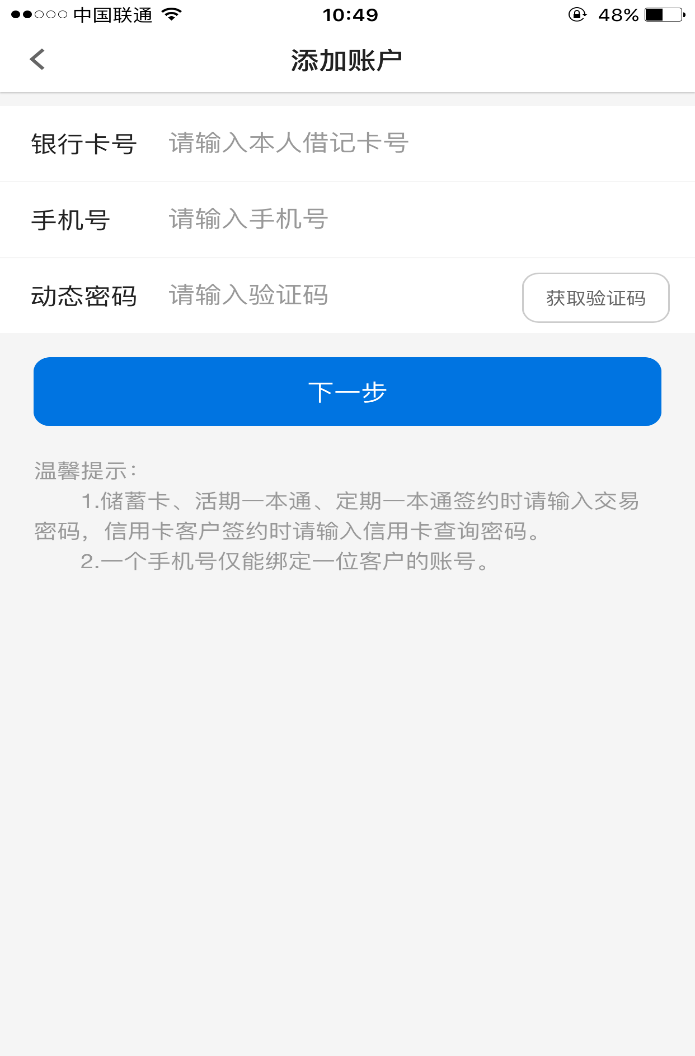 中国联通 10:49 48%
添加账户
银行卡号 请输入本人借记卡号
手机号 请输入手机号
动态密码 请输入验证码 获取验证码
下一步
温馨提示：
1.储蓄卡、活期一本通、定期一本通签约时请输入交易
密码，信用卡客户签约时请输入信用卡查询密码。
2.一个手机号仅能绑定一位客户的账号。